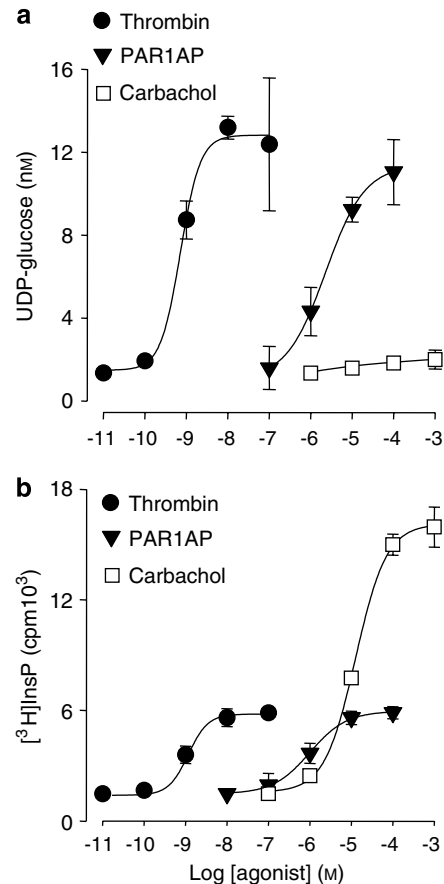 a
Thrombin
PAR1AP
Carbachol
UDP-glucose (nM)
16
12
8
4
0
-11 -10 -9 -8 -7 -6 -5 -4 -3
b
Thrombin
PAR1AP
Carbachol
[³H]InsP (cpm10³)
18
12
6
0
-11 -10 -9 -8 -7 -6 -5 -4 -3
Log [agonist] (M)